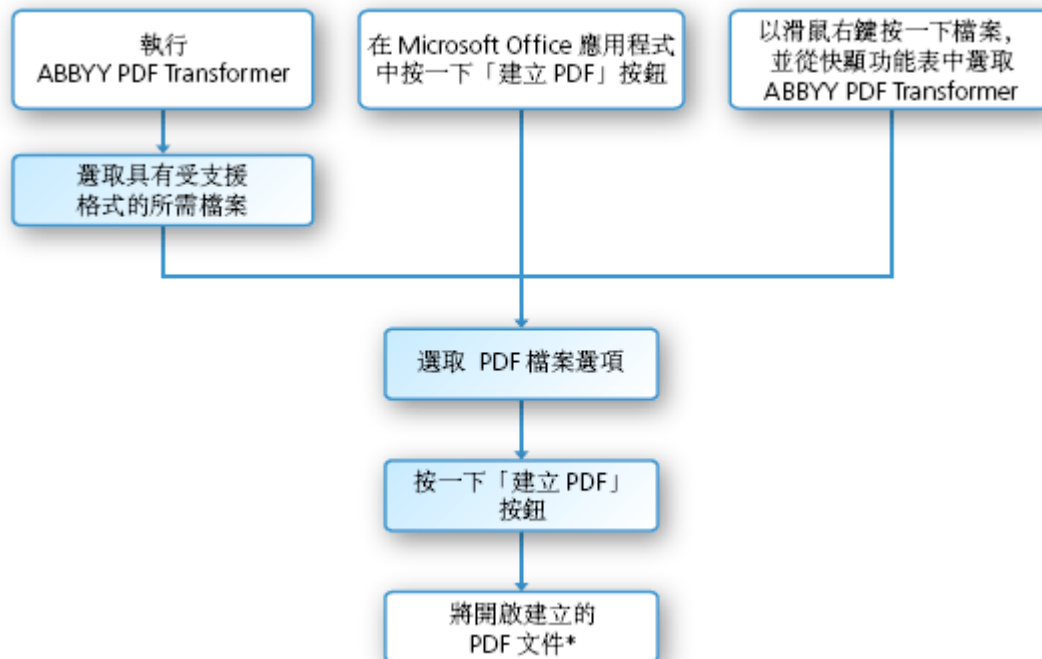 執行
ABBYY PDF Transformer
在 Microsoft Office 應用程式
中按一下「建立 PDF」按鈕
以滑鼠右鍵按一下檔案，
並從快顯功能表中選取
ABBYY PDF Transformer
選取具有受支援
格式的所需檔案
選取 PDF 檔案選項
按一下「建立 PDF」
按鈕
將開啟建立的
PDF 文件*